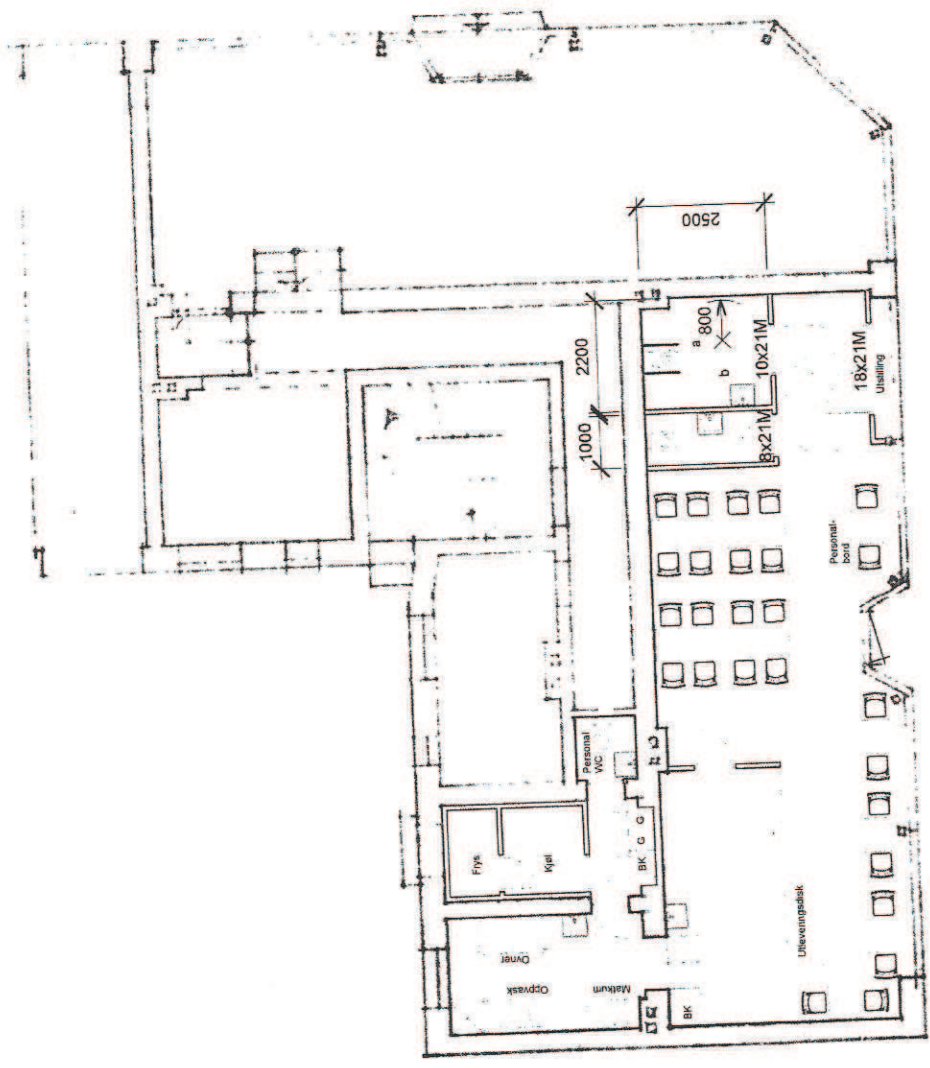 2500
2200
1000
800
a
b
10x21M
8x21M
18x21M
Utstilling
Personal-
bord
Personal
WC
Frys
Kjøl
BK G G
Ovner
Oppvask
Matkum
Utleveringsdisk
BK